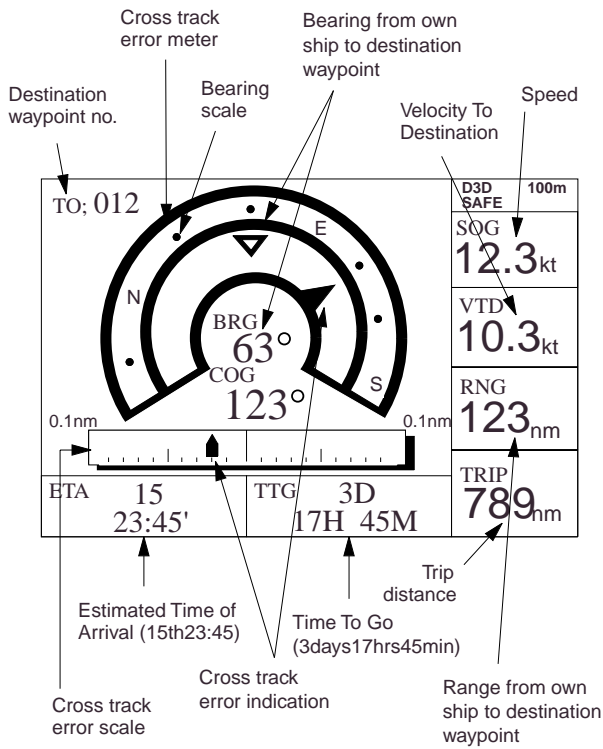 Cross track
error meter
Bearing from own
ship to destination
waypoint
Destination
waypoint no.
Bearing
scale
Velocity To
Destination
Speed
TO; 012
D3D 100m
SAFE
SOG
12.3kt
VTD
10.3kt
RNG
123nm
TRIP
789nm
N
E
S
BRG
63°
COG
123°
0.1nm
0.1nm
ETA 15
23:45'
TTG 3D
17H 45M
Trip
distance
Estimated Time of
Arrival (15th23:45)
Time To Go
(3days17hrs45min)
Cross track
error scale
Cross track
error indication
Range from own
ship to destination
waypoint